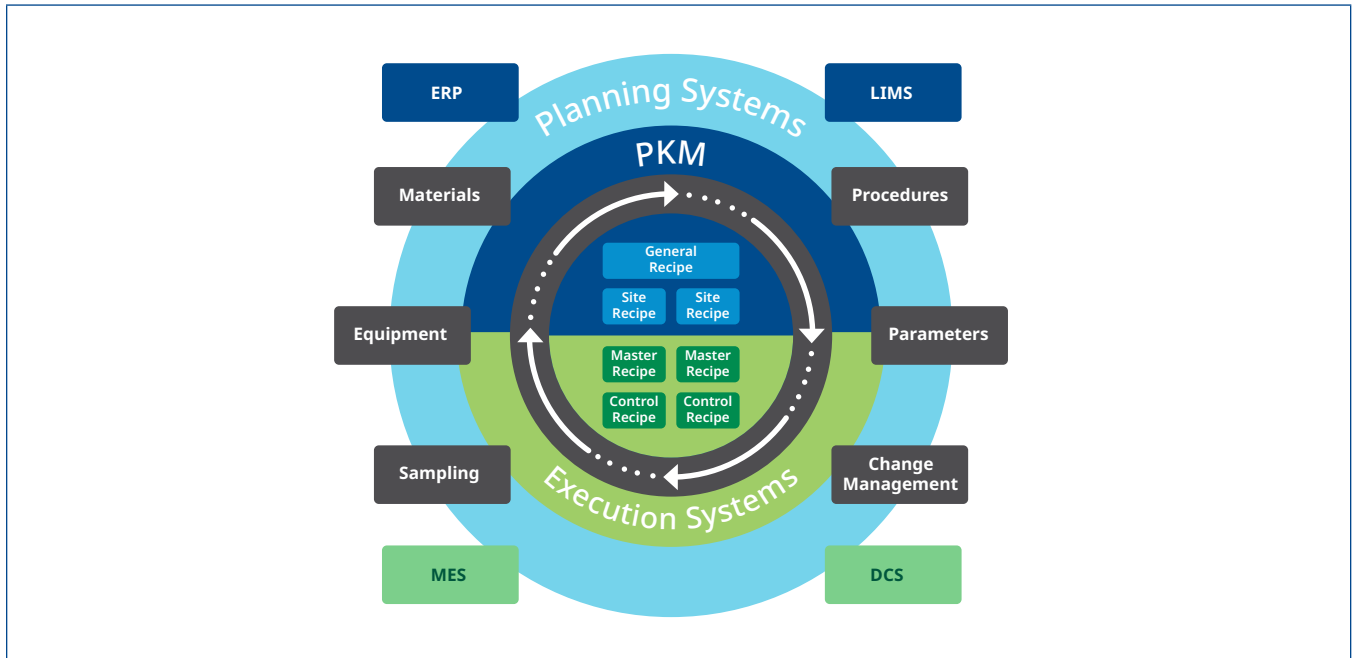 Planning Systems
ERP
LIMS
PKM
Materials
Procedures
General
Recipe
Site
Recipe
Site
Recipe
Equipment
Parameters
Master
Recipe
Master
Recipe
Control
Recipe
Control
Recipe
Sampling
Change
Management
Execution Systems
MES
DCS